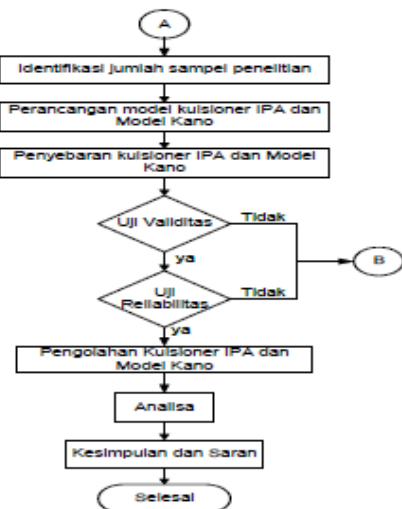 A
Identifikasi jumlah sampel penelitian
Perancangan model kuisioner IPA dan
Model Kano
Penyebaran kuisioner IPA dan Model
Kano
Uji Validitas
Tidak
ya
B
Uji
Reliabilitas
Tidak
ya
Pengolahan Kuisioner IPA dan
Model Kano
Analisa
Kesimpulan dan Saran
Selesai